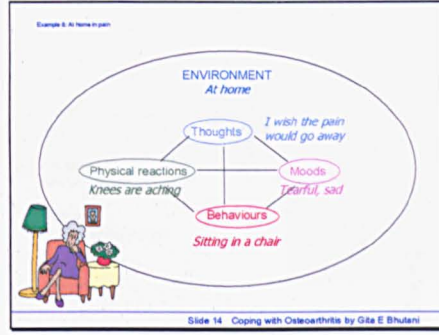 Example 6: At home in pain
ENVIRONMENT
At home
Thoughts
I wish the pain
would go away
Physical reactions
Knees are aching
Moods
Tearful, sad
Behaviours
Sitting in a chair
Slide 14 Coping with Osteoarthritis by Gita E Bhutani